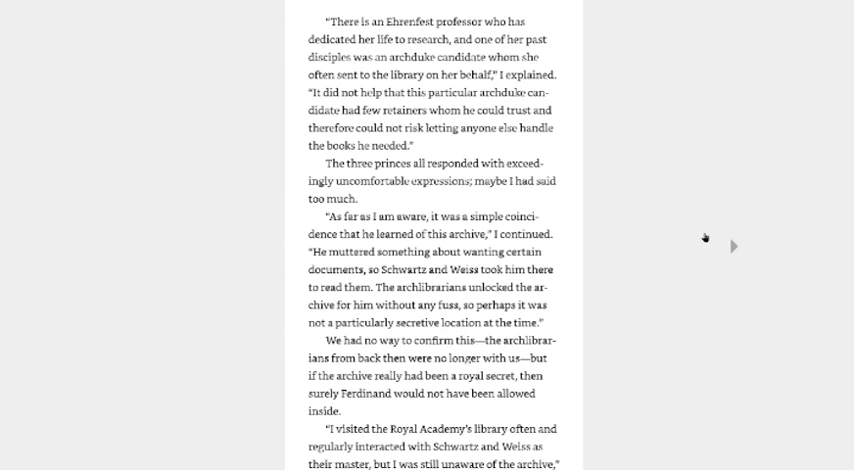 “There is an Ehrenfest professor who has
dedicated her life to research, and one of her past
disciples was an archduke candidate whom she
often sent to the library on her behalf,” I explained.
“It did not help that this particular archduke can-
didate had few retainers whom he could trust and
therefore could not risk letting anyone else handle
the books he needed.”
The three princes all responded with exceed-
ingly uncomfortable expressions; maybe I had said
too much.
“As far as I am aware, it was a simple coinci-
dence that he learned of this archive,” I continued.
“He muttered something about wanting certain
documents, so Schwartz and Weiss took him there
to read them. The archlibrarians unlocked the ar-
chive for him without any fuss, so perhaps it was
not a particularly secretive location at the time.”
We had no way to confirm this—the archlibrar-
ians from back then were no longer with us—but
if the archive really had been a royal secret, then
surely Ferdinand would not have been allowed
inside.
“I visited the Royal Academy’s library often and
regularly interacted with Schwartz and Weiss as
their master, but I was still unaware of the archive,”